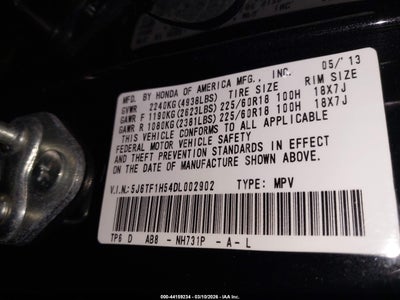 MFD. BY HONDA OF AMERICA MFG., INC. 05/'13
GVWR 2240KG(4938LBS) TIRE SIZE RIM SIZE
GAWR F 1190KG(2623LBS) 225/60R18 100H 18X7J
GAWR R 1080KG(2381LBS) 225/60R18 100H 18X7J
THIS VEHICLE CONFORMS TO ALL APPLICABLE
FEDERAL MOTOR VEHICLE SAFETY
AND THEFT PREVENTION STANDARDS IN EFFECT
ON THE DATE OF MANUFACTURE SHOWN ABOVE.
V.I.N.: 5J6TF1H54DL002902 TYPE: MPV
TP6 D AB8 - NH731P - A - L
000 - 44159234 - 03/10/2026 - IAA Inc.